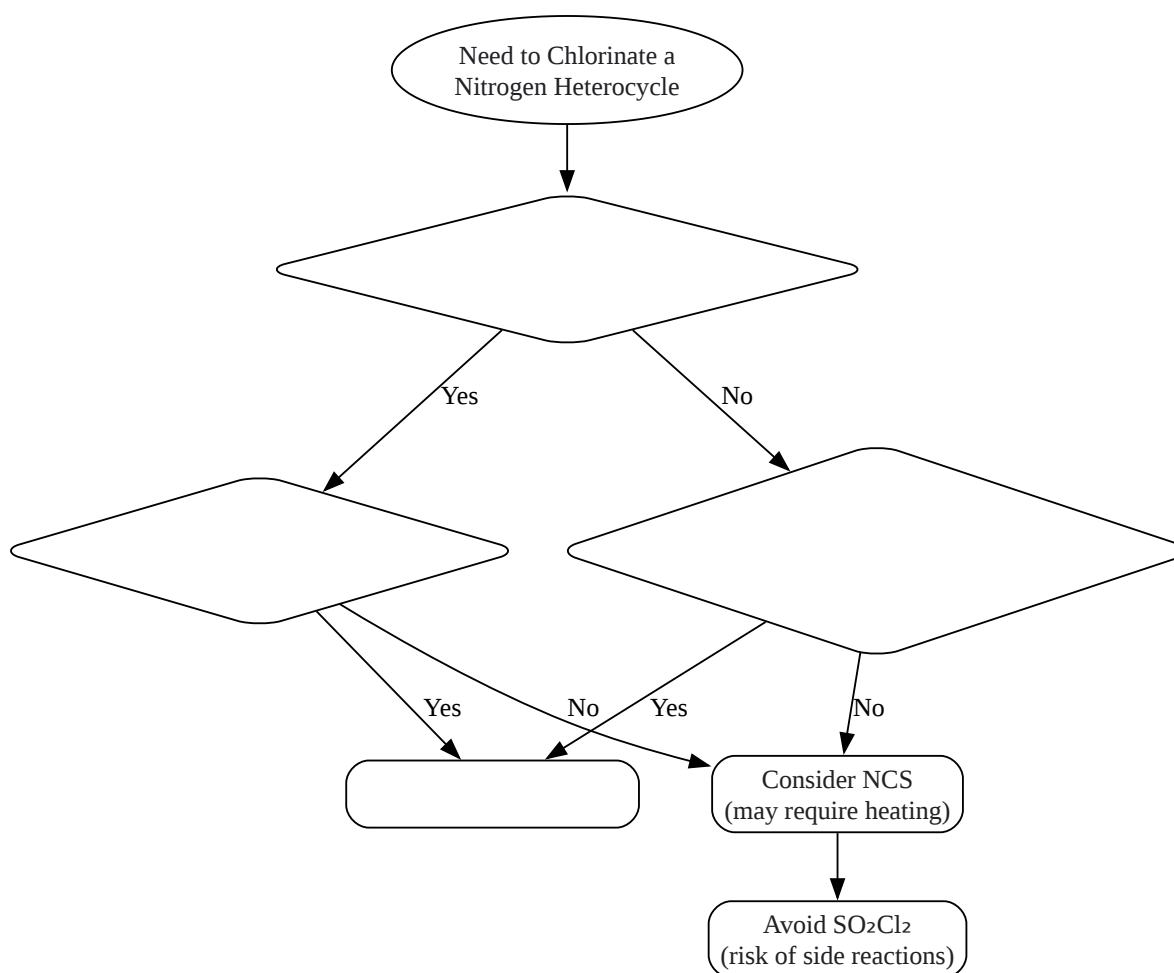 Need to Chlorinate a
Nitrogen Heterocycle
Yes
No
Yes
No
Yes
No
Consider NCS
(may require heating)
Avoid SO₂Cl₂
(risk of side reactions)